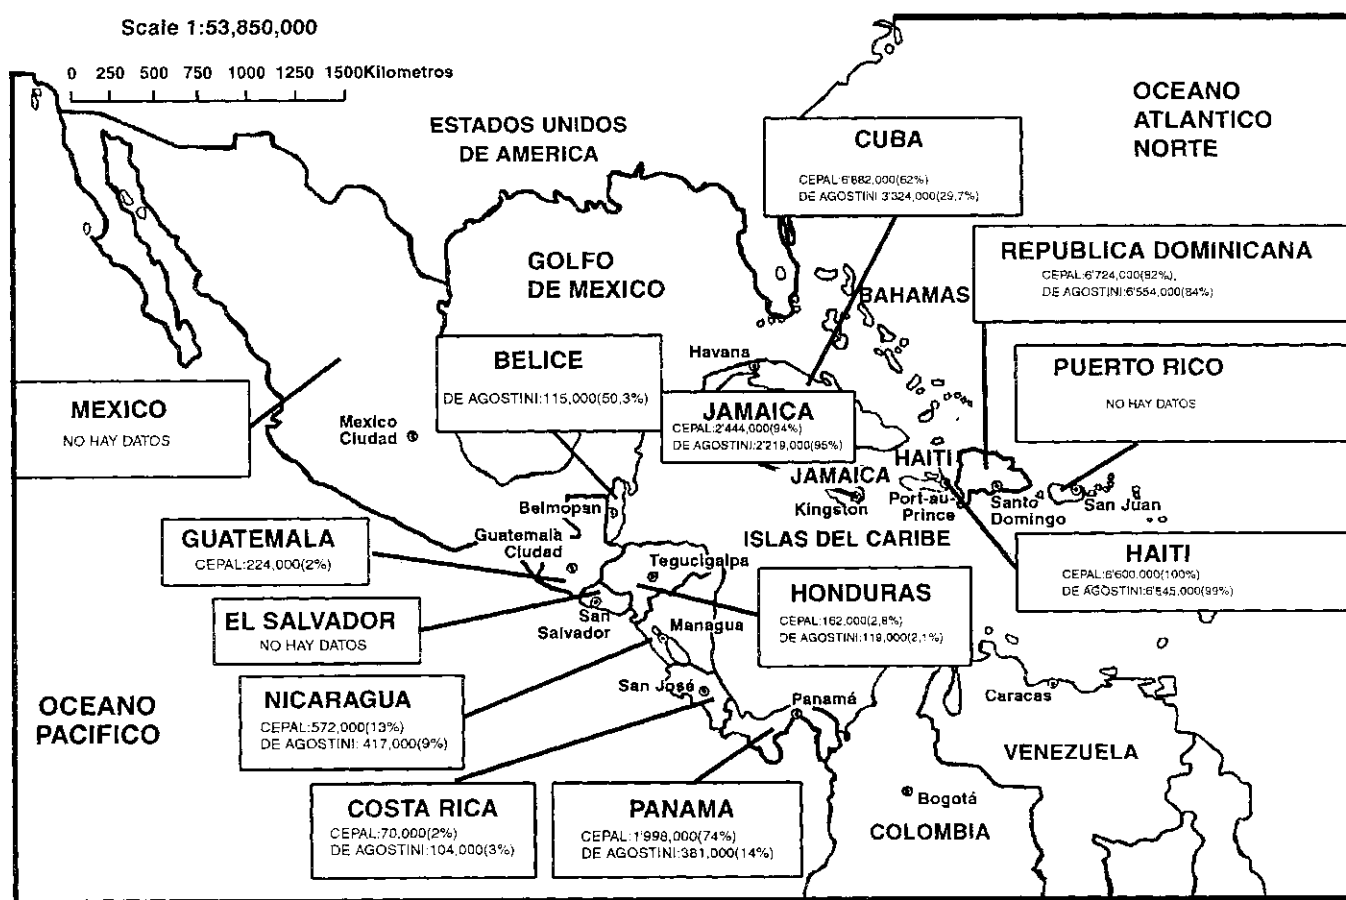 Scale 1:53,850,000
0 250 500 750 1000 1250 1500Kilometros
ESTADOS UNIDOS
DE AMERICA
OCEANO
ATLANTICO
NORTE
CUBA
CEPAL:6'882,000(62%)
DE AGOSTINI 3'324,000(29,7%)
REPUBLICA DOMINICANA
CEPAL:6'724,000(82%),
DE AGOSTINI:6'554,000(84%)
GOLFO
DE MEXICO
BAHAMAS
BELICE
DE AGOSTINI:115,000(50,3%)
Havana
PUERTO RICO
NO HAY DATOS
MEXICO
NO HAY DATOS
Mexico
Ciudad
JAMAICA
CEPAL:2'444,000(94%)
DE AGOSTINI:2'219,000(95%)
JAMAICA
Kingston
HAITI
Port-au-
Prince
Santo
Domingo
San Juan
Belmopan
ISLAS DEL CARIBE
GUATEMALA
CEPAL:224,000(2%)
Guatemala
Ciudad
Tegucigalpa
HAITI
CEPAL:6'600.000(100%)
DE AGOSTINI:6'845,000(99%)
HONDURAS
CEPAL:162,000(2,8%)
DE AGOSTINI:119,000(2,1%)
EL SALVADOR
NO HAY DATOS
San
Salvador
Managua
NICARAGUA
CEPAL:572,000(13%)
DE AGOSTINI: 417,000(9%)
San José
Panamá
Caracas
OCEANO
PACIFICO
VENEZUELA
COSTA RICA
CEPAL:70,000(2%)
DE AGOSTINI:104,000(3%)
PANAMA
CEPAL:1'998,000(74%)
DE AGOSTINI:381,000(14%)
Bogotá
COLOMBIA